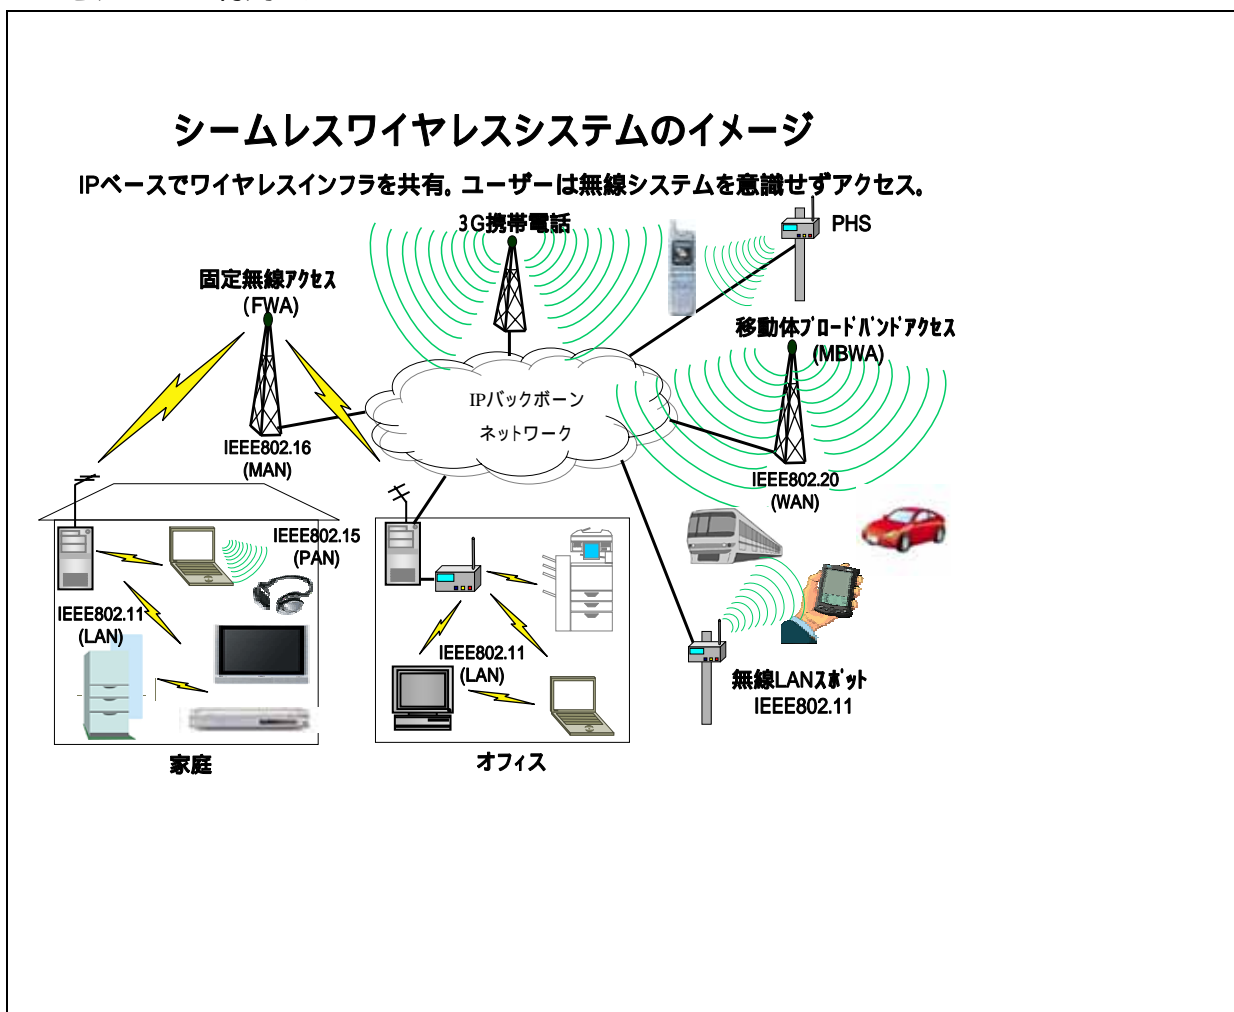 シームレスワイヤレスシステムのイメージ
IPベースでワイヤレスインフラを共有。ユーザーは無線システムを意識せずアクセス。
3G携帯電話
PHS
固定無線ｱｸｾｽ
(FWA)
移動体ﾌﾞﾛｰﾄﾞﾊﾞﾝﾄﾞｱｸｾｽ
(MBWA)
IPバックボーン
ネットワーク
IEEE802.16
(MAN)
IEEE802.20
(WAN)
IEEE802.15
(PAN)
IEEE802.11
(LAN)
IEEE802.11
(LAN)
無線LANｽﾎﾟｯﾄ
IEEE802.11
家庭
オフィス